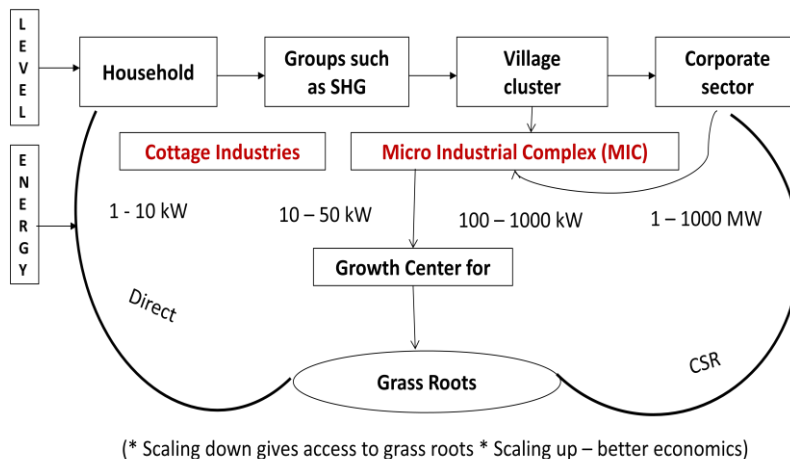 LEVEL
Household
Groups such
as SHG
Village
cluster
Corporate
sector
Cottage Industries
Micro Industrial Complex (MIC)
ENERGY
1 - 10 kW
10 – 50 kW
100 – 1000 kW
1 – 1000 MW
Growth Center for
Direct
Grass Roots
CSR
(* Scaling down gives access to grass roots * Scaling up – better economics)